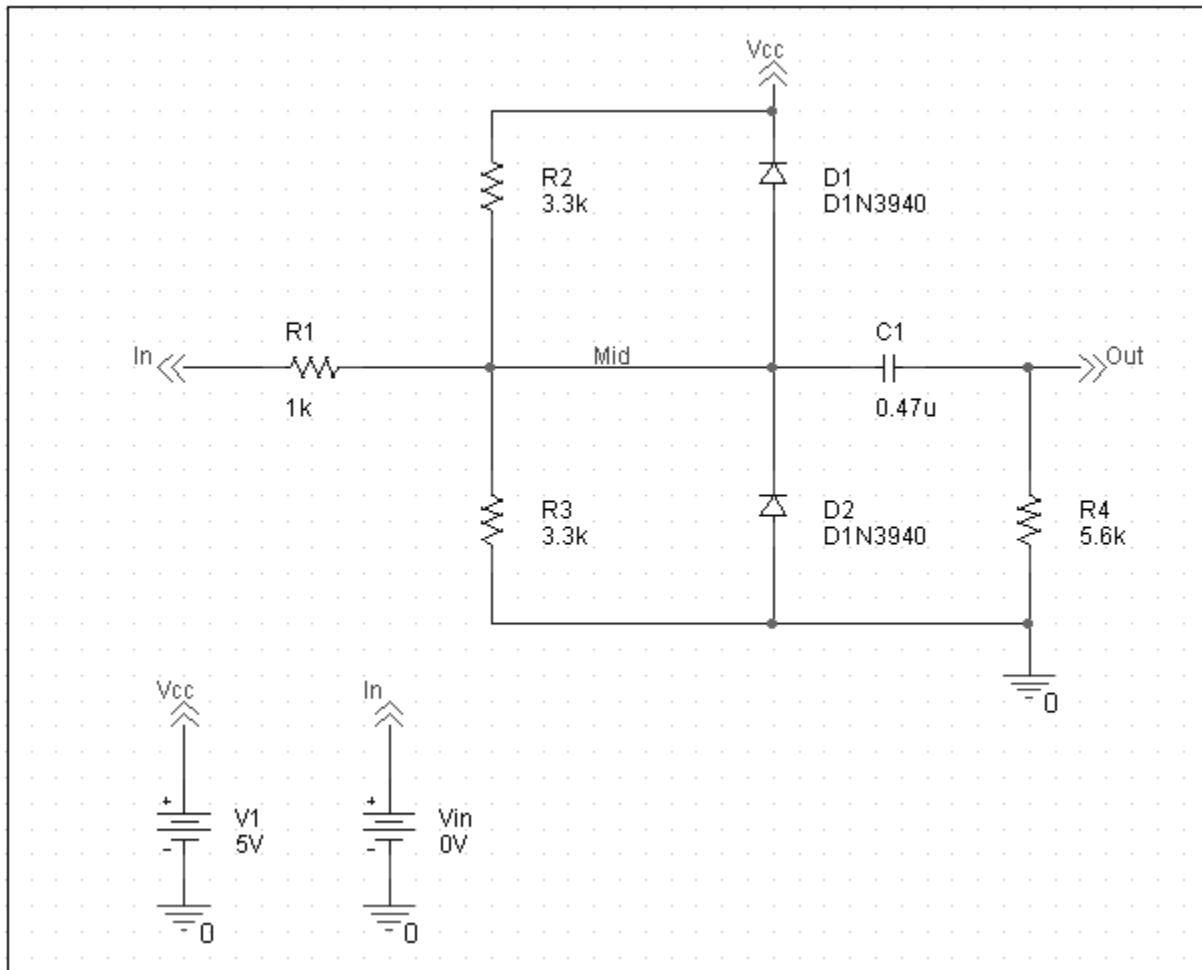 Vcc
R2
3.3k
D1
D1N3940
In
R1
1k
Mid
C1
0.47u
Out
R3
3.3k
D2
D1N3940
R4
5.6k
0
Vcc
In
+
V1
5V
-
+
Vin
0V
-
0
0